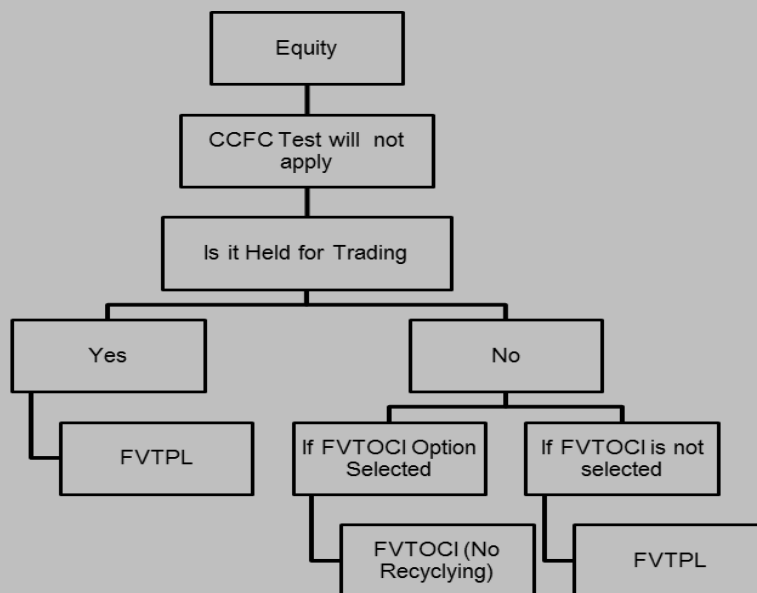 Equity
CCFC Test will not
apply
Is it Held for Trading
Yes
No
FVTPL
If FVTOCI Option
Selected
If FVTOCI is not
selected
FVTOCI (No
Recyclying)
FVTPL